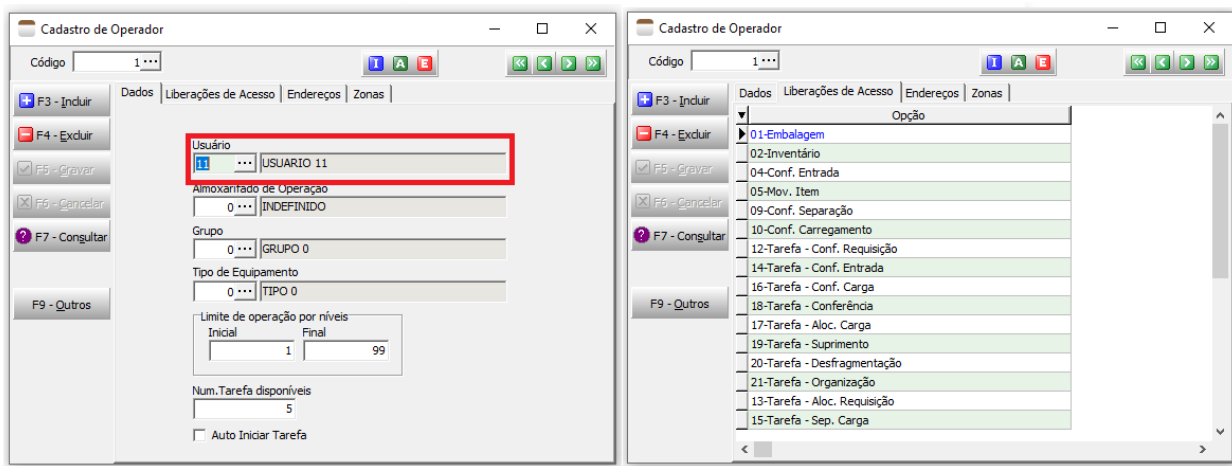 Cadastro de Operador
Código 1
I A E
F3 - Incluir
F4 - Excluir
F5 - Gravar
F6 - Cancelar
F7 - Consultar
F9 - Outros
Dados Liberações de Acesso Endereços Zonas
Usuário
11 USUARIO 11
Almoxarifado de Operação
0 INDEFINIDO
Grupo
0 GRUPO 0
Tipo de Equipamento
0 TIPO 0
Limite de operação por níveis
Inicial Final
1 99
Num.Tarefa disponíveis
5
Auto Iniciar Tarefa
Cadastro de Operador
Código 1
I A E
F3 - Incluir
F4 - Excluir
F5 - Gravar
F6 - Cancelar
F7 - Consultar
F9 - Outros
Dados Liberações de Acesso Endereços Zonas
Opção
01-Embalagem
02-Inventário
04-Conf. Entrada
05-Mov. Item
09-Conf. Separação
10-Conf. Carregamento
12-Tarefa - Conf. Requisição
14-Tarefa - Conf. Entrada
16-Tarefa - Conf. Carga
18-Tarefa - Conferência
17-Tarefa - Aloc. Carga
19-Tarefa - Suprimento
20-Tarefa - Desfragmentação
21-Tarefa - Organização
13-Tarefa - Aloc. Requisição
15-Tarefa - Sep. Carga